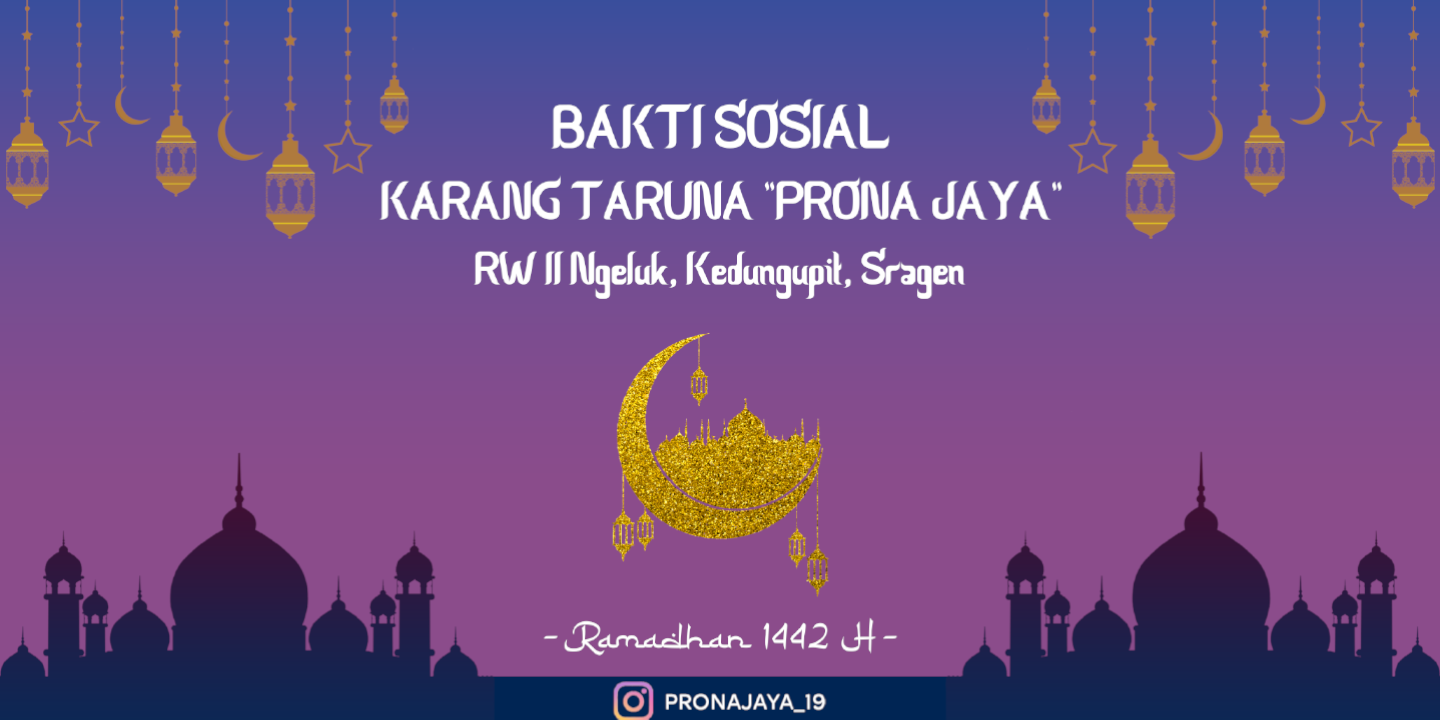 BAKTI SOSIAL
KARANG TARUNA "PRONA JAYA"
RW II Ngeluk, Kedungupit, Sragen
- Ramadhan 1442 H -
PRONAJAYA_19